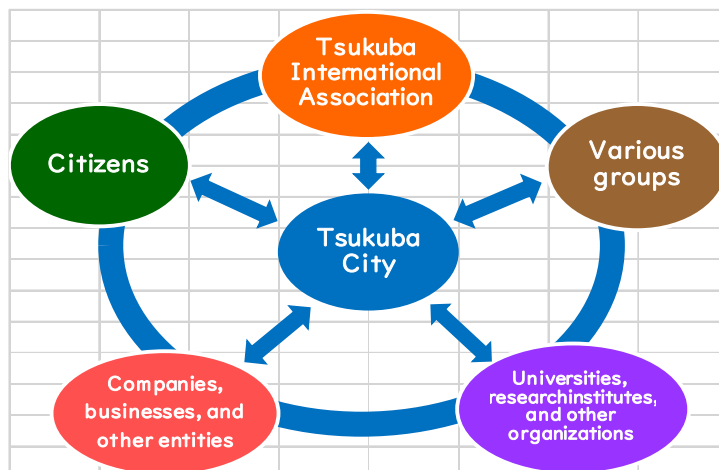 Tsukuba
International
Association
Citizens
Various
groups
Tsukuba
City
Companies,
businesses, and
other entities
Universities,
researchinstitutes,
and other
organizations